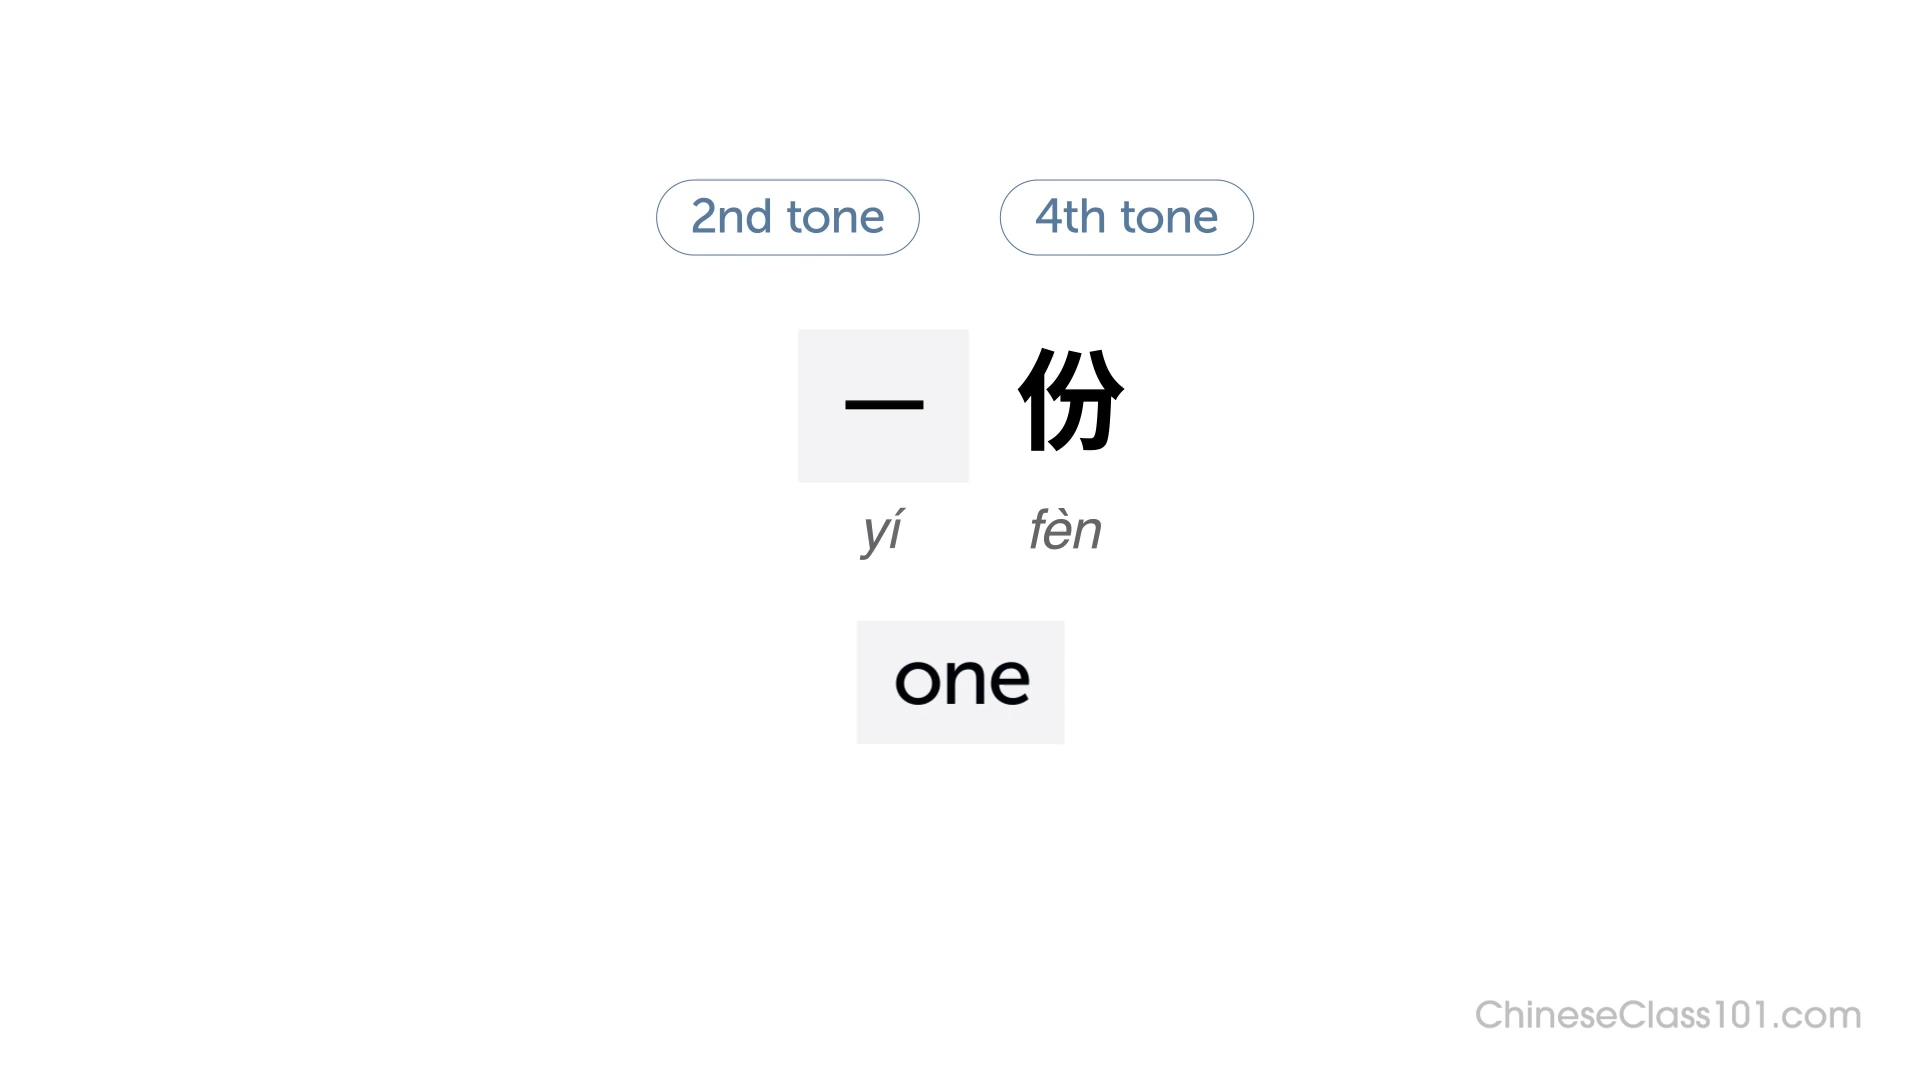 2nd tone 4th tone
一 份
yí fèn
one
ChineseClass101.com